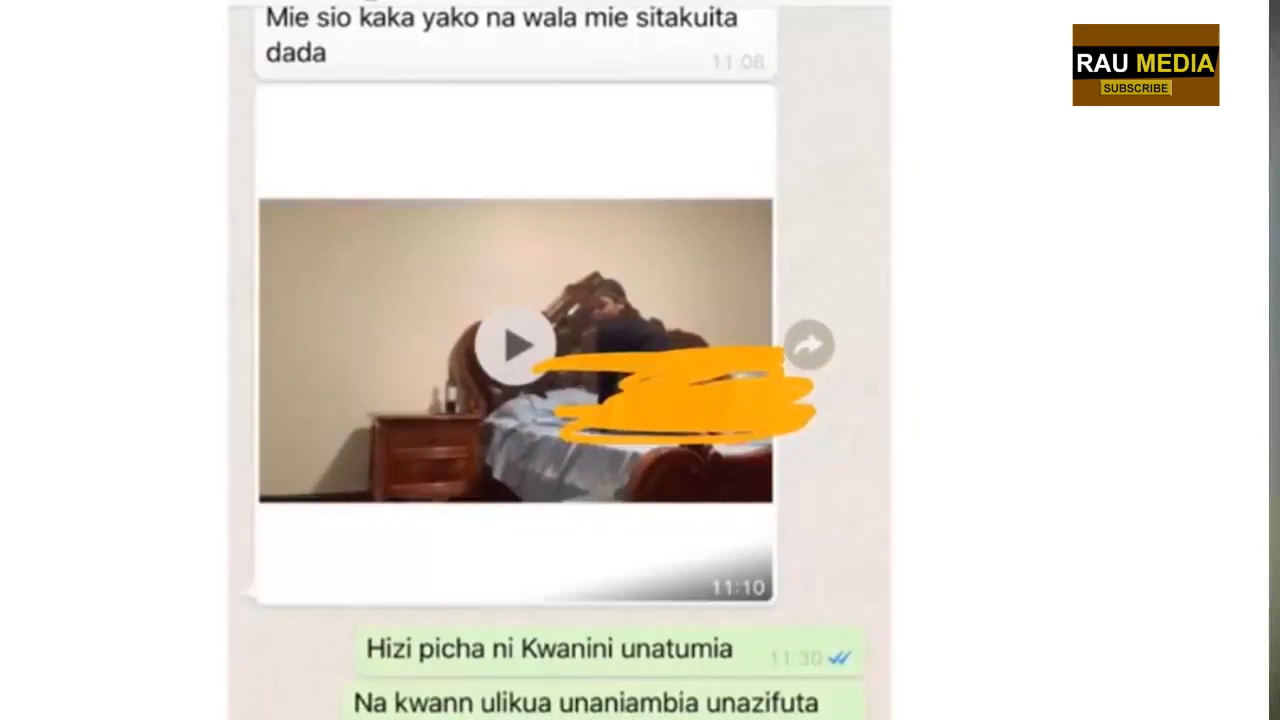 Mie sio kaka yako na wala mie sitakuita
dada
11:08
RAU MEDIA
SUBSCRIBE
11:10
Hizi picha ni Kwanini unatumia
11:30
Na kwann ulikua unaniambia unazifuta